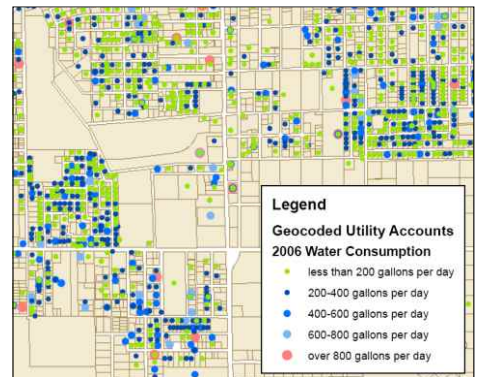 Legend
Geocoded Utility Accounts
2006 Water Consumption
less than 200 gallons per day
200-400 gallons per day
400-600 gallons per day
600-800 gallons per day
over 800 gallons per day